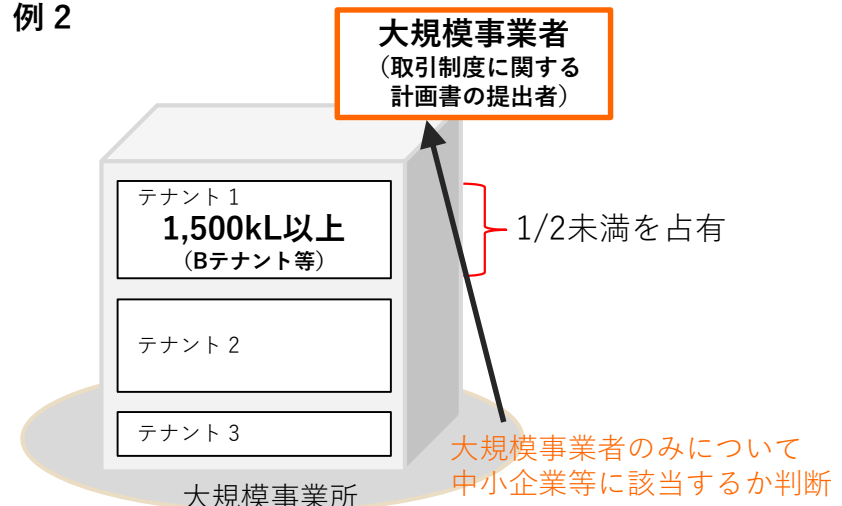 例２
大規模事業者
（取引制度に関する
計画書の提出者）
テナント１
1,500kL以上
（Bテナント等）
1/2未満を占有
テナント２
テナント３
大規模事業者のみについて
中小企業等に該当するか判断
大規模事業所